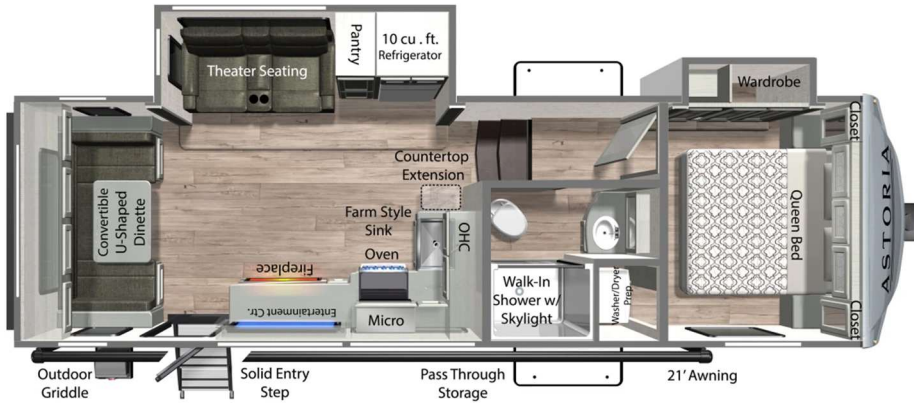 Theater Seating
Pantry
10 cu . ft.
Refrigerator
Wardrobe
Closet
Countertop
Extension
Convertible
U-Shaped
Dinette
Farm Style
Sink
OHC
Queen Bed
ASTORIA
Oven
Fireplace
Entertainment Ctr.
Micro
Walk-In
Shower w/
Skylight
Washer/Dryer
Prep.
Closet
Outdoor
Griddle
Solid Entry
Step
Pass Through
Storage
21' Awning